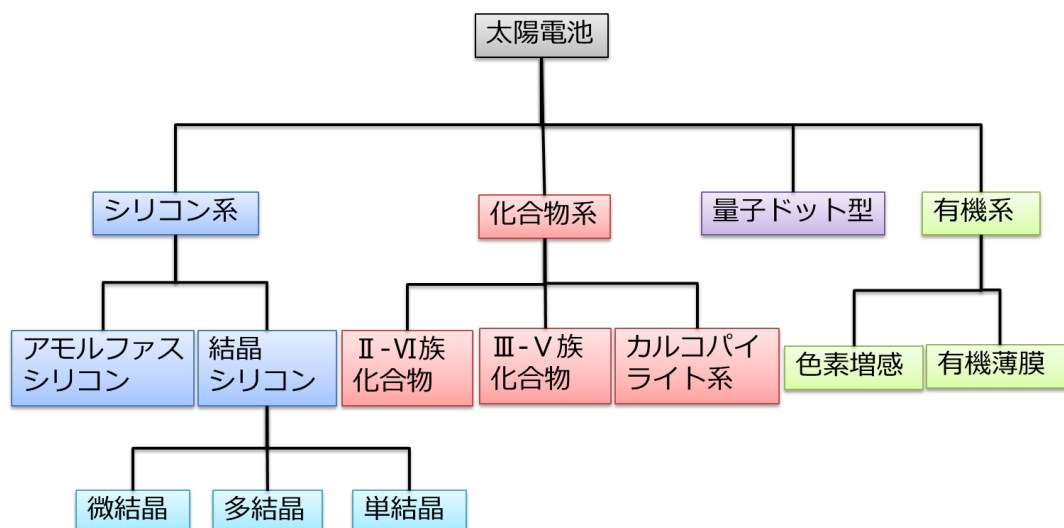 太陽電池
シリコン系
化合物系
量子ドット型
有機系
アモルファス
シリコン
結晶
シリコン
Ⅱ-Ⅵ族
化合物
Ⅲ-Ⅴ族
化合物
カルコパイ
ライト系
色素増感
有機薄膜
微結晶
多結晶
単結晶